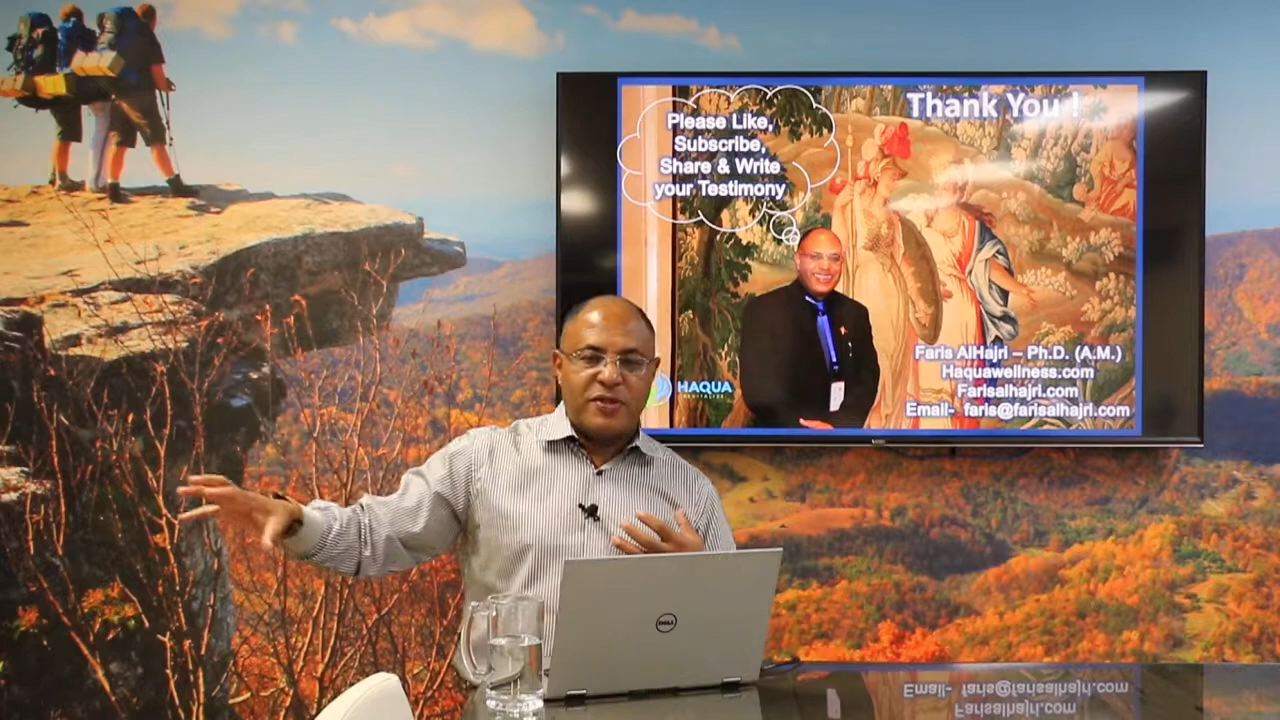 Thank You !
Please Like,
Subscribe,
Share & Write
your Testimony
Faris AlHajri – Ph.D. (A.M.)
Haquawellness.com
Farisalhajri.com
Email- faris@farisalhajri.com
HAQUA
REVITALIZE
DELL
Email- faris@farisalhajri.com
Farisalhajri.com